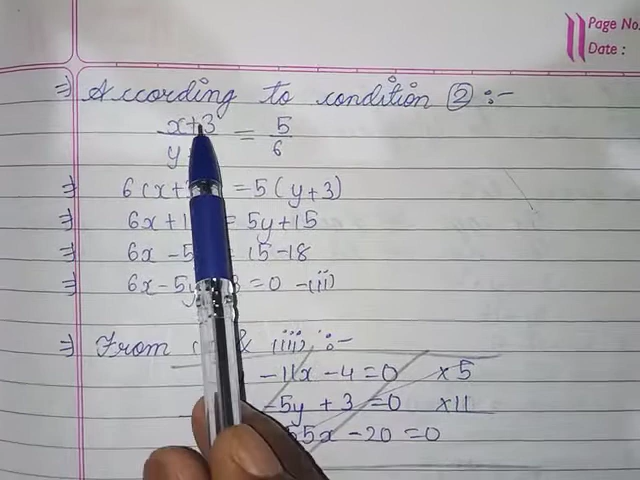 Page No.
Date :
⇒ According to condition ② :-
x+3 = 5
y 6
⇒ 6(x+ = 5(y+3)
⇒ 6x+1 = 5y+15
⇒ 6x-5 15-18
⇒ 6x-5y 3=0 -(ii)
⇒ From & (iii) :-
-11x-4=0 ×5
-5y+3=0 ×11
55x-20=0